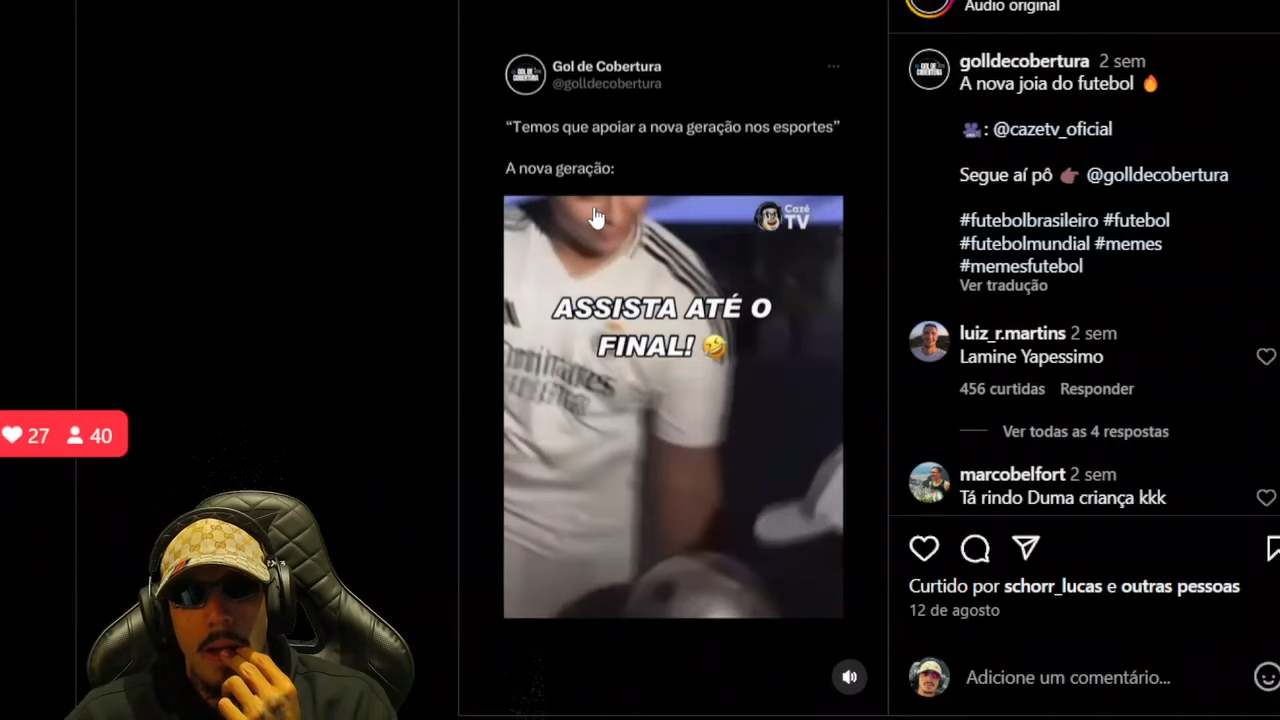 Áudio original
Gol de Cobertura
@golldecobertura
“Temos que apoiar a nova geração nos esportes”
A nova geração:
Cazé
TV
ASSISTA ATÉ O
FINAL! 🤣
27 40
golldecobertura 2 sem
A nova joia do futebol 🔥
🎥: @cazetv_oficial
Segue aí pô 👉🏿 @golldecobertura
#futebolbrasileiro #futebol
#futebolmundial #memes
#memesfutebol
Ver tradução
luiz_r.martins 2 sem
Lamine Yapessimo
456 curtidas Responder
Ver todas as 4 respostas
marcobelfort 2 sem
Tá rindo Duma criança kkk
Curtido por schorr_lucas e outras pessoas
12 de agosto
Adicione um comentário...